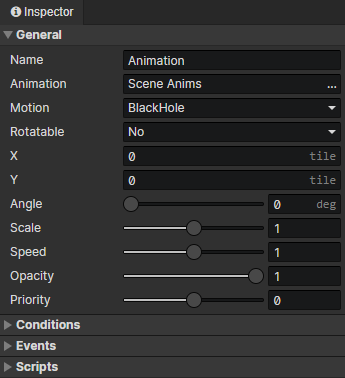 Inspector
General
Name Animation
Animation Scene Anims ...
Motion BlackHole
Rotatable No
X 0 tile
Y 0 tile
Angle 0 deg
Scale 1
Speed 1
Opacity 1
Priority 0
Conditions
Events
Scripts